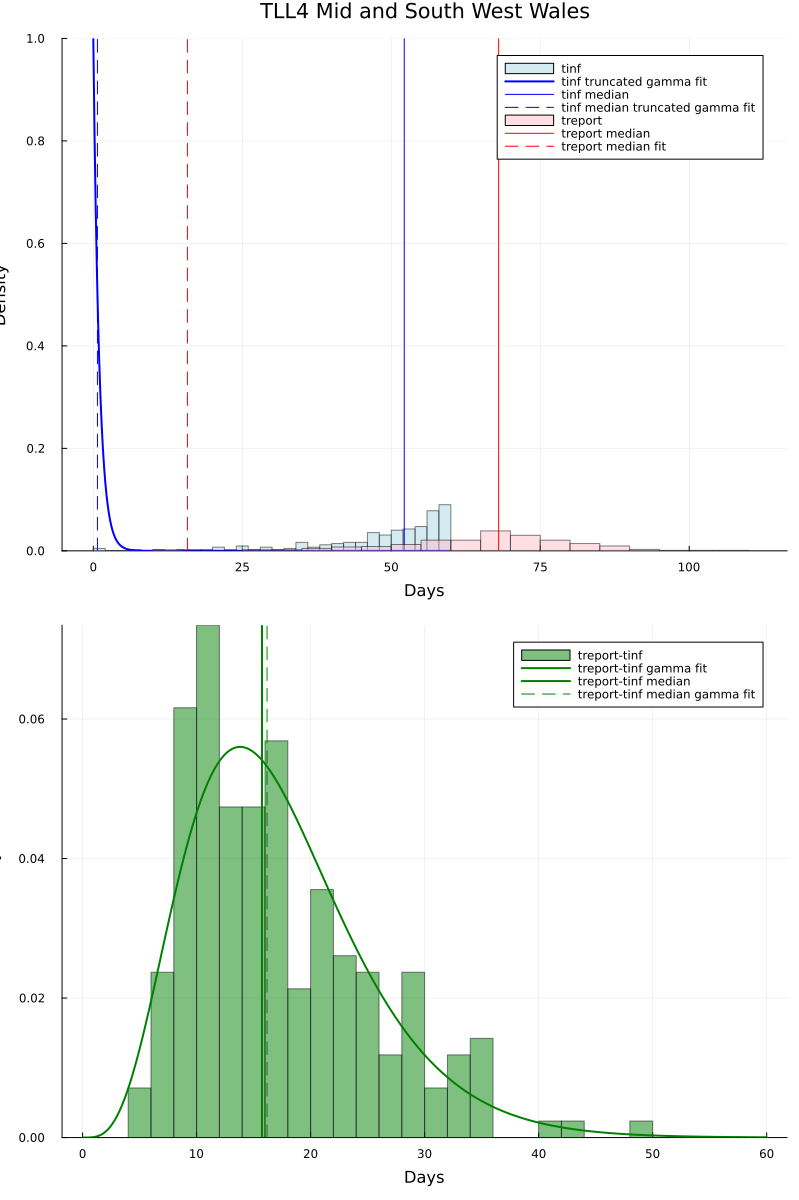 TLL4 Mid and South West Wales
1.0
0.8
0.6
0.4
0.2
0.0
Density
tinf
tinf truncated gamma fit
tinf median
tinf median truncated gamma fit
treport
treport median
treport median fit
0 25 50 75 100
Days
0.06
0.04
0.02
0.00
treport-tinf
treport-tinf gamma fit
treport-tinf median
treport-tinf median gamma fit
0 10 20 30 40 50 60
Days